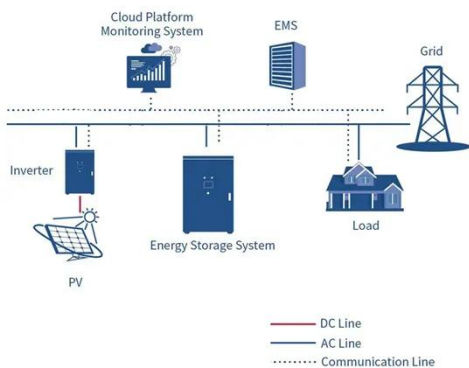 Cloud Platform
Monitoring System
EMS
Grid
Inverter
Energy Storage System
Load
PV
DC Line
AC Line
Communication Line